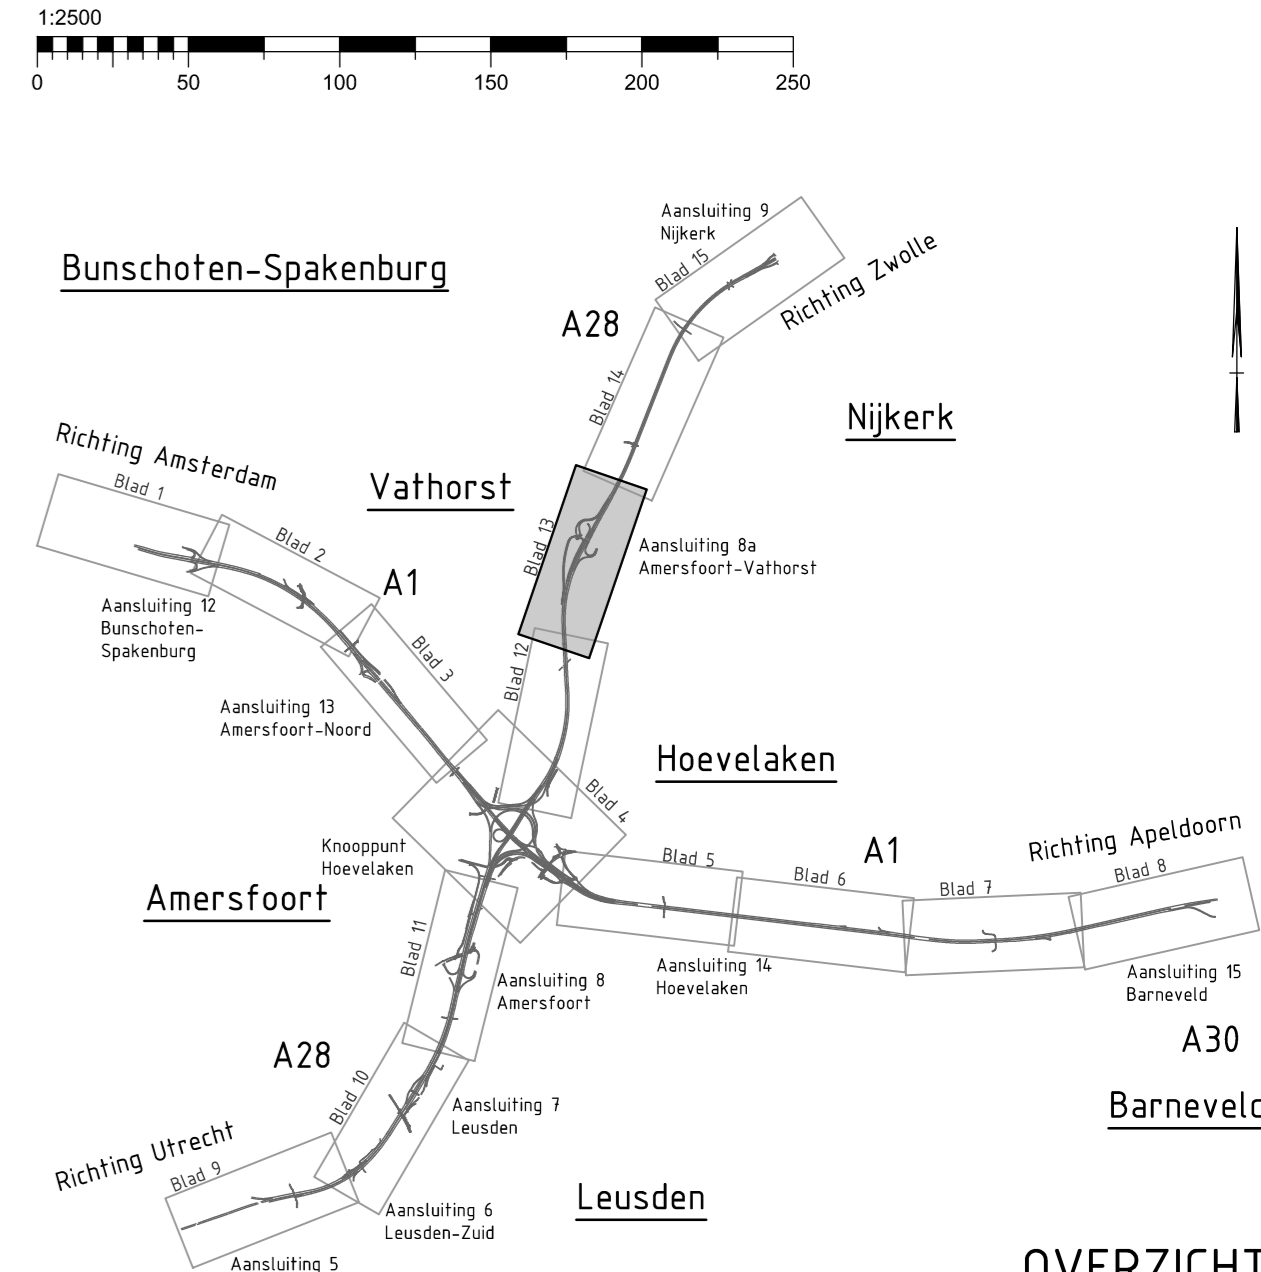 1:2500
0 50 100 150 200 250
Aansluiting 9
Nijkerk
Bunschoten-Spakenburg
Blad 15
Richting Zwolle
A28
Blad 14
Nijkerk
Richting Amsterdam
Vathorst
Blad 1
Blad 2
Blad 13
Aansluiting 8a
Amersfoort-Vathorst
A1
Aansluiting 12
Bunschoten-
Spakenburg
Blad 3
Blad 12
Aansluiting 13
Amersfoort-Noord
Hoevelaken
Blad 4
Knooppunt
Hoevelaken
A1
Richting Apeldoorn
Blad 5
Blad 6
Blad 7
Blad 8
Amersfoort
Blad 11
Aansluiting 8
Amersfoort
Aansluiting 14
Hoevelaken
Aansluiting 15
Barneveld
A30
A28
Blad 10
Aansluiting 7
Leusden
Barneveld
Richting Utrecht
Blad 9
Leusden
Aansluiting 6
Leusden-Zuid
Aansluiting 5
OVERZICHT